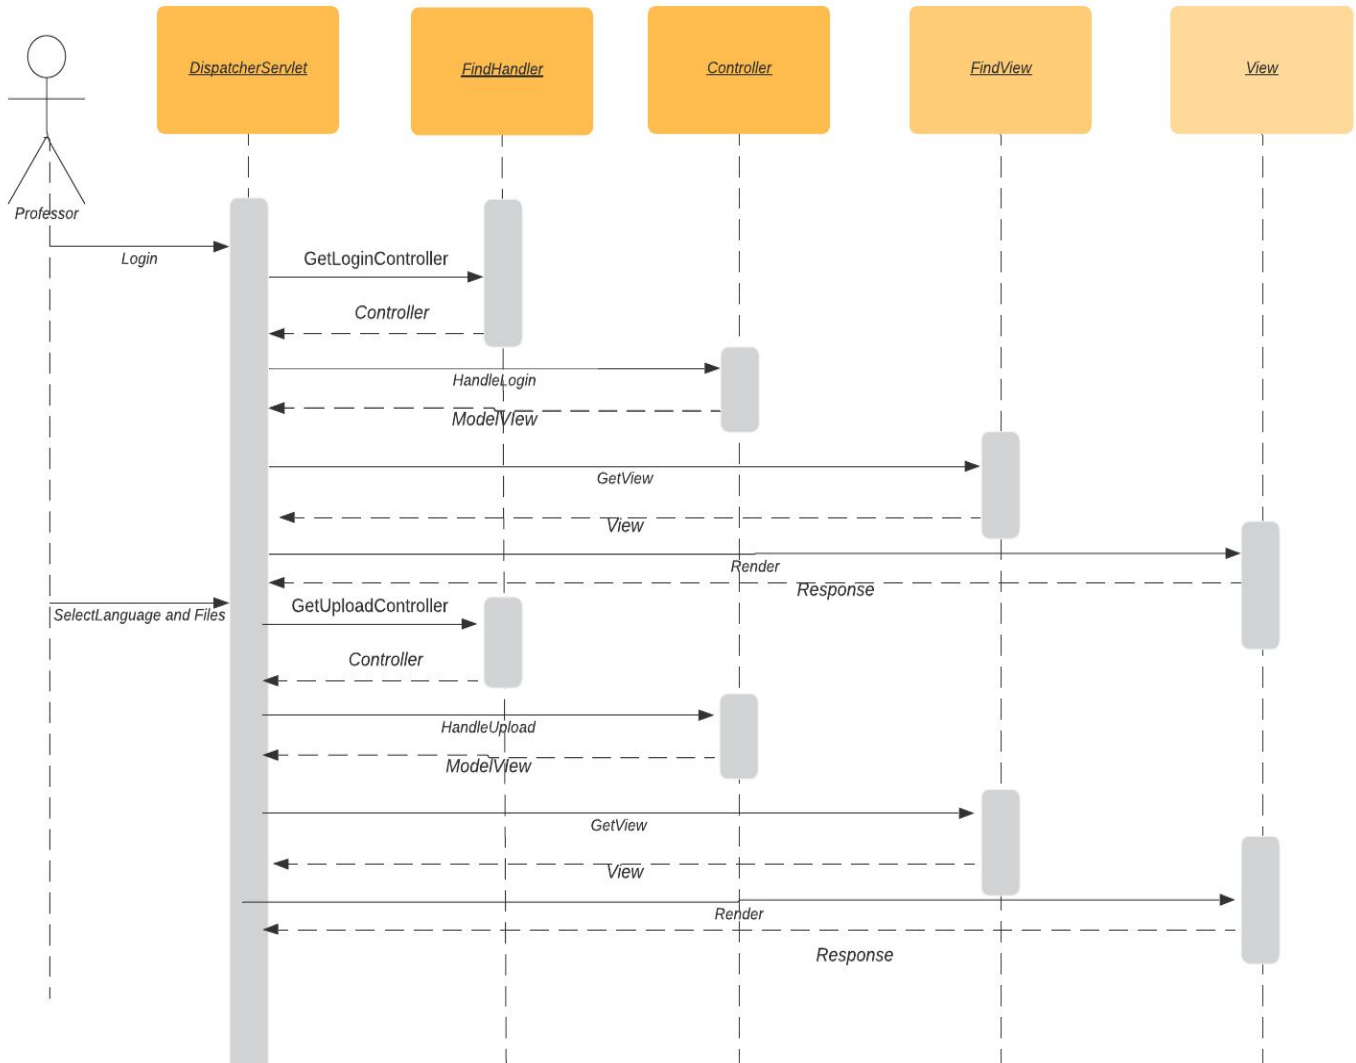 DispatcherServlet
FindHandler
Controller
FindView
View
Professor
Login
GetLoginController
Controller
HandleLogin
ModelVIew
GetView
View
Render
Response
SelectLanguage and Files
GetUploadController
Controller
HandleUpload
ModelVIew
GetView
View
Render
Response